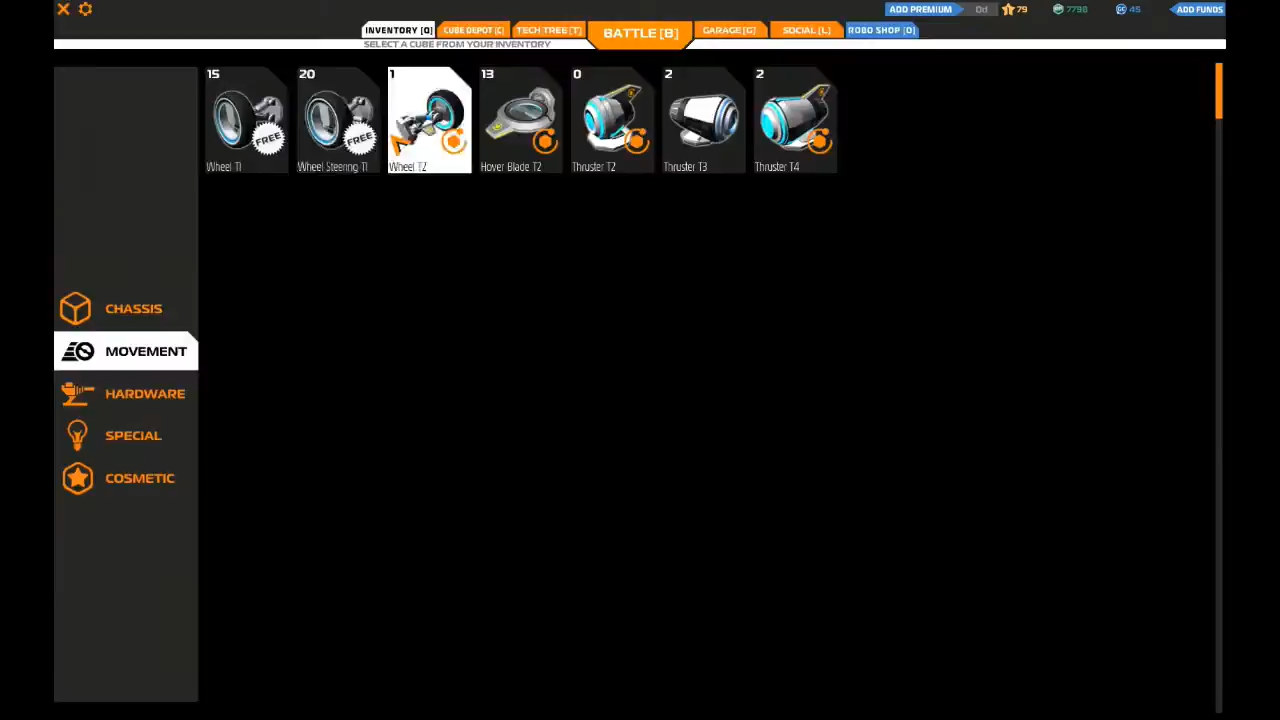 ADD PREMIUM 0d 79 7798 GC 45 ADD FUNDS
INVENTORY [Q] CUBE DEPOT [C] TECH TREE [T] BATTLE [B] GARAGE [G] SOCIAL [L] ROBO SHOP [O]
SELECT A CUBE FROM YOUR INVENTORY
15 20 1 13 0 2 2
FREE FREE
Wheel T1 Wheel Steering T1 Wheel T2 Hover Blade T2 Thruster T2 Thruster T3 Thruster T4
CHASSIS
MOVEMENT
HARDWARE
SPECIAL
COSMETIC